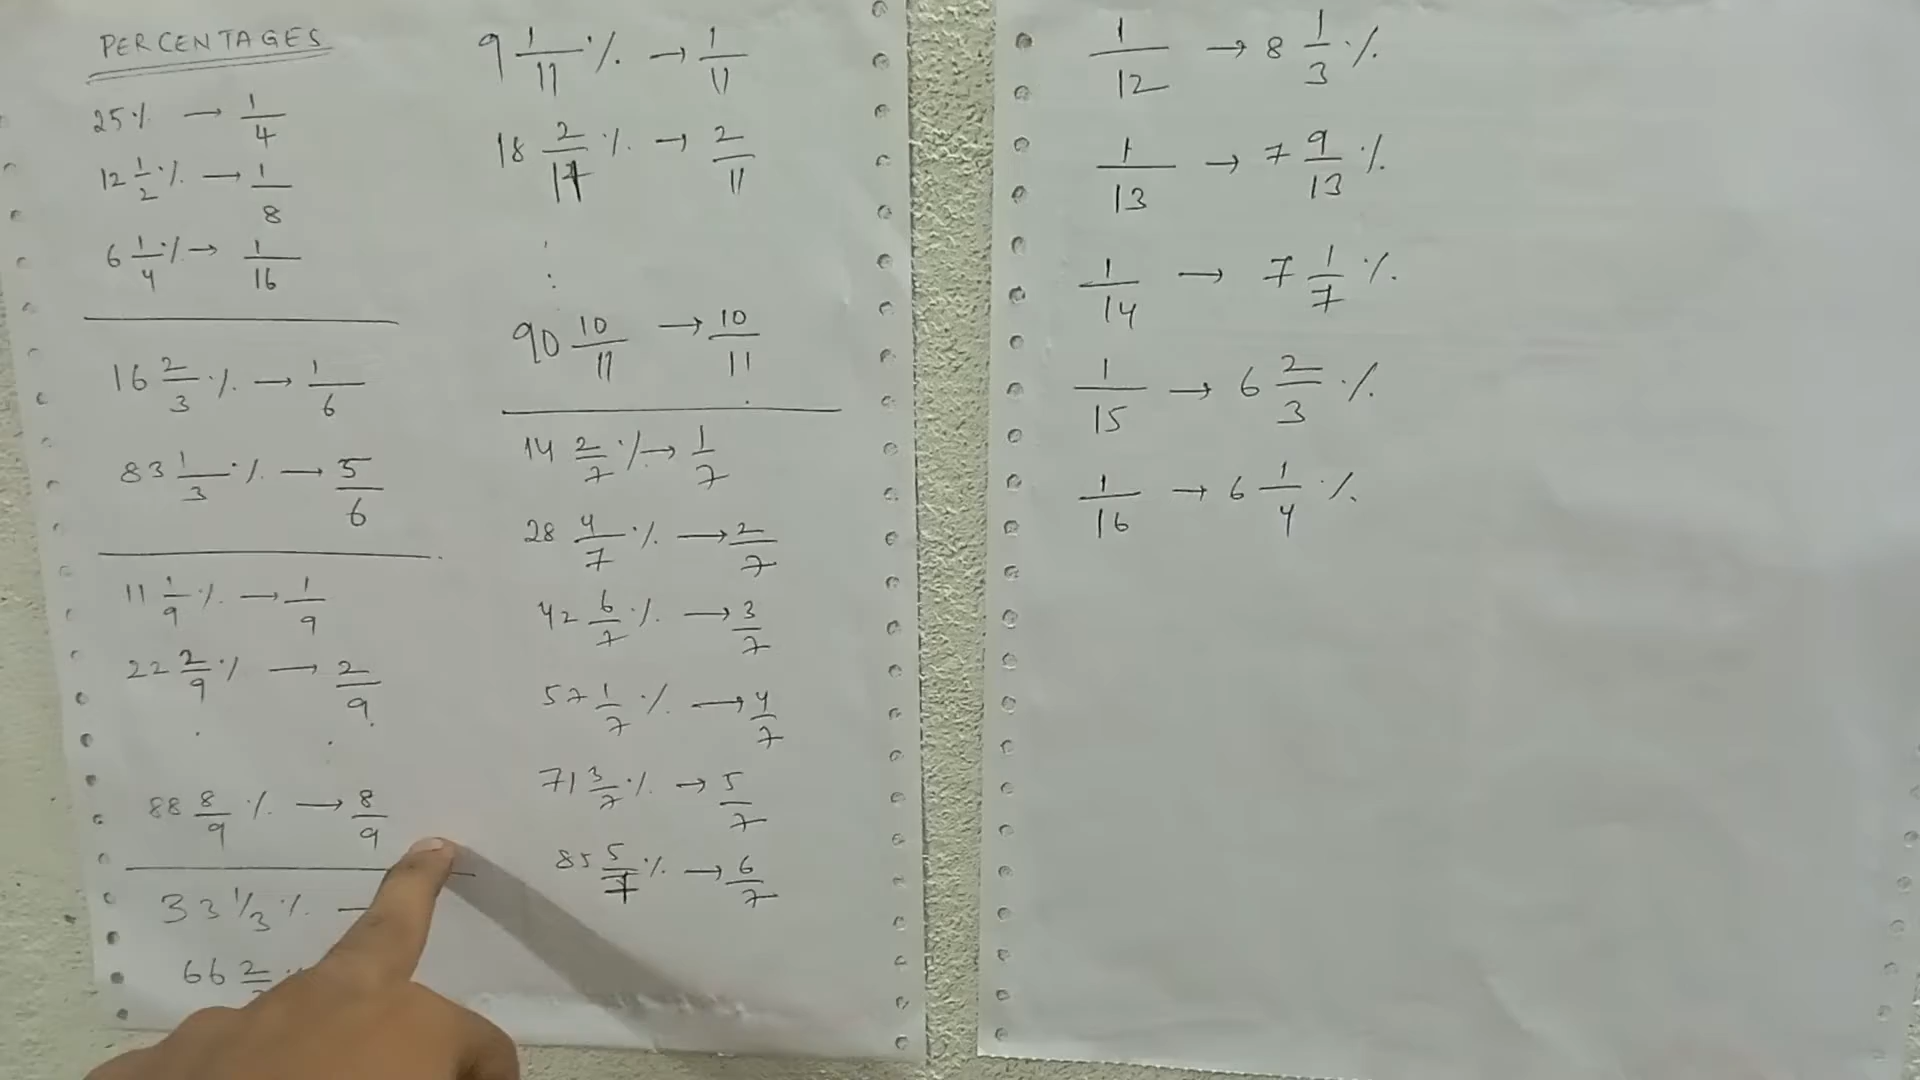 PERCENTAGES
25% → 1/4
12 1/2 % → 1/8
6 1/4 % → 1/16
16 2/3 % → 1/6
83 1/3 % → 5/6
11 1/9 % → 1/9
22 2/9 % → 2/9
88 8/9 % → 8/9
33 1/3 % →
66 2/
9 1/11 % → 1/11
18 2/11 % → 2/11
90 10/11 → 10/11
14 2/7 % → 1/7
28 4/7 % → 2/7
42 6/7 % → 3/7
57 1/7 % → 4/7
71 3/7 % → 5/7
85 5/7 % → 6/7
1/12 → 8 1/3 %
1/13 → 7 9/13 %
1/14 → 7 1/7 %
1/15 → 6 2/3 %
1/16 → 6 1/4 %